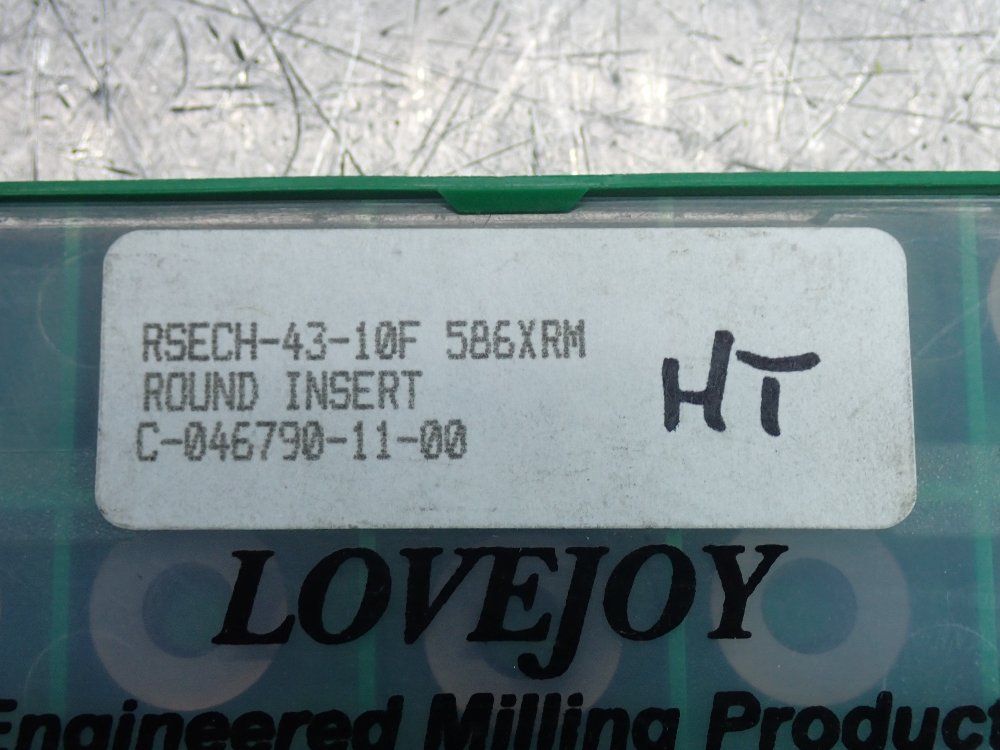 RSECH-43-10F 586XRM
ROUND INSERT
C-046790-11-00
HT
LOVEJOY
Engineered Milling Product